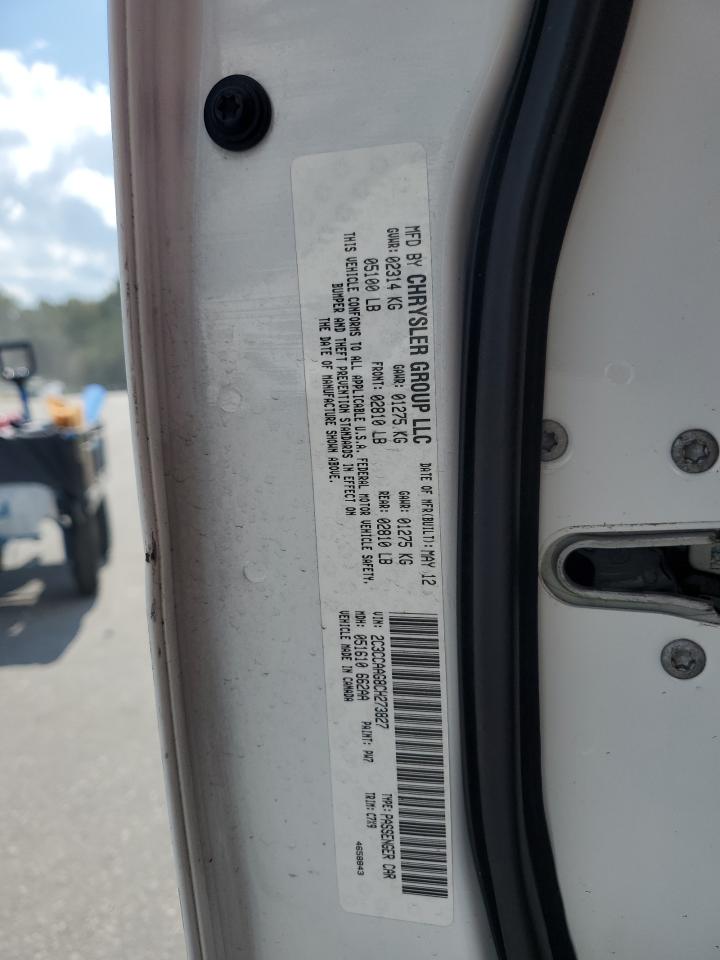 MFD BY CHRYSLER GROUP LLC DATE OF MFR(BUILT): MAY 12
GVWR: 02314 KG GAWR: 01275 KG GAWR: 01275 KG
05100 LB FRONT: 02810 LB REAR: 02810 LB
THIS VEHICLE CONFORMS TO ALL APPLICABLE U.S.A. FEDERAL MOTOR VEHICLE SAFETY,
BUMPER AND THEFT PREVENTION STANDARDS IN EFFECT ON
THE DATE OF MANUFACTURE SHOWN ABOVE.
VIN: 2C3CCAAG8CH273827 TYPE: PASSENGER CAR
MDH: 051610 662AA PAINT: PW7 TRIM: C7X9
VEHICLE MADE IN CANADA 4658843